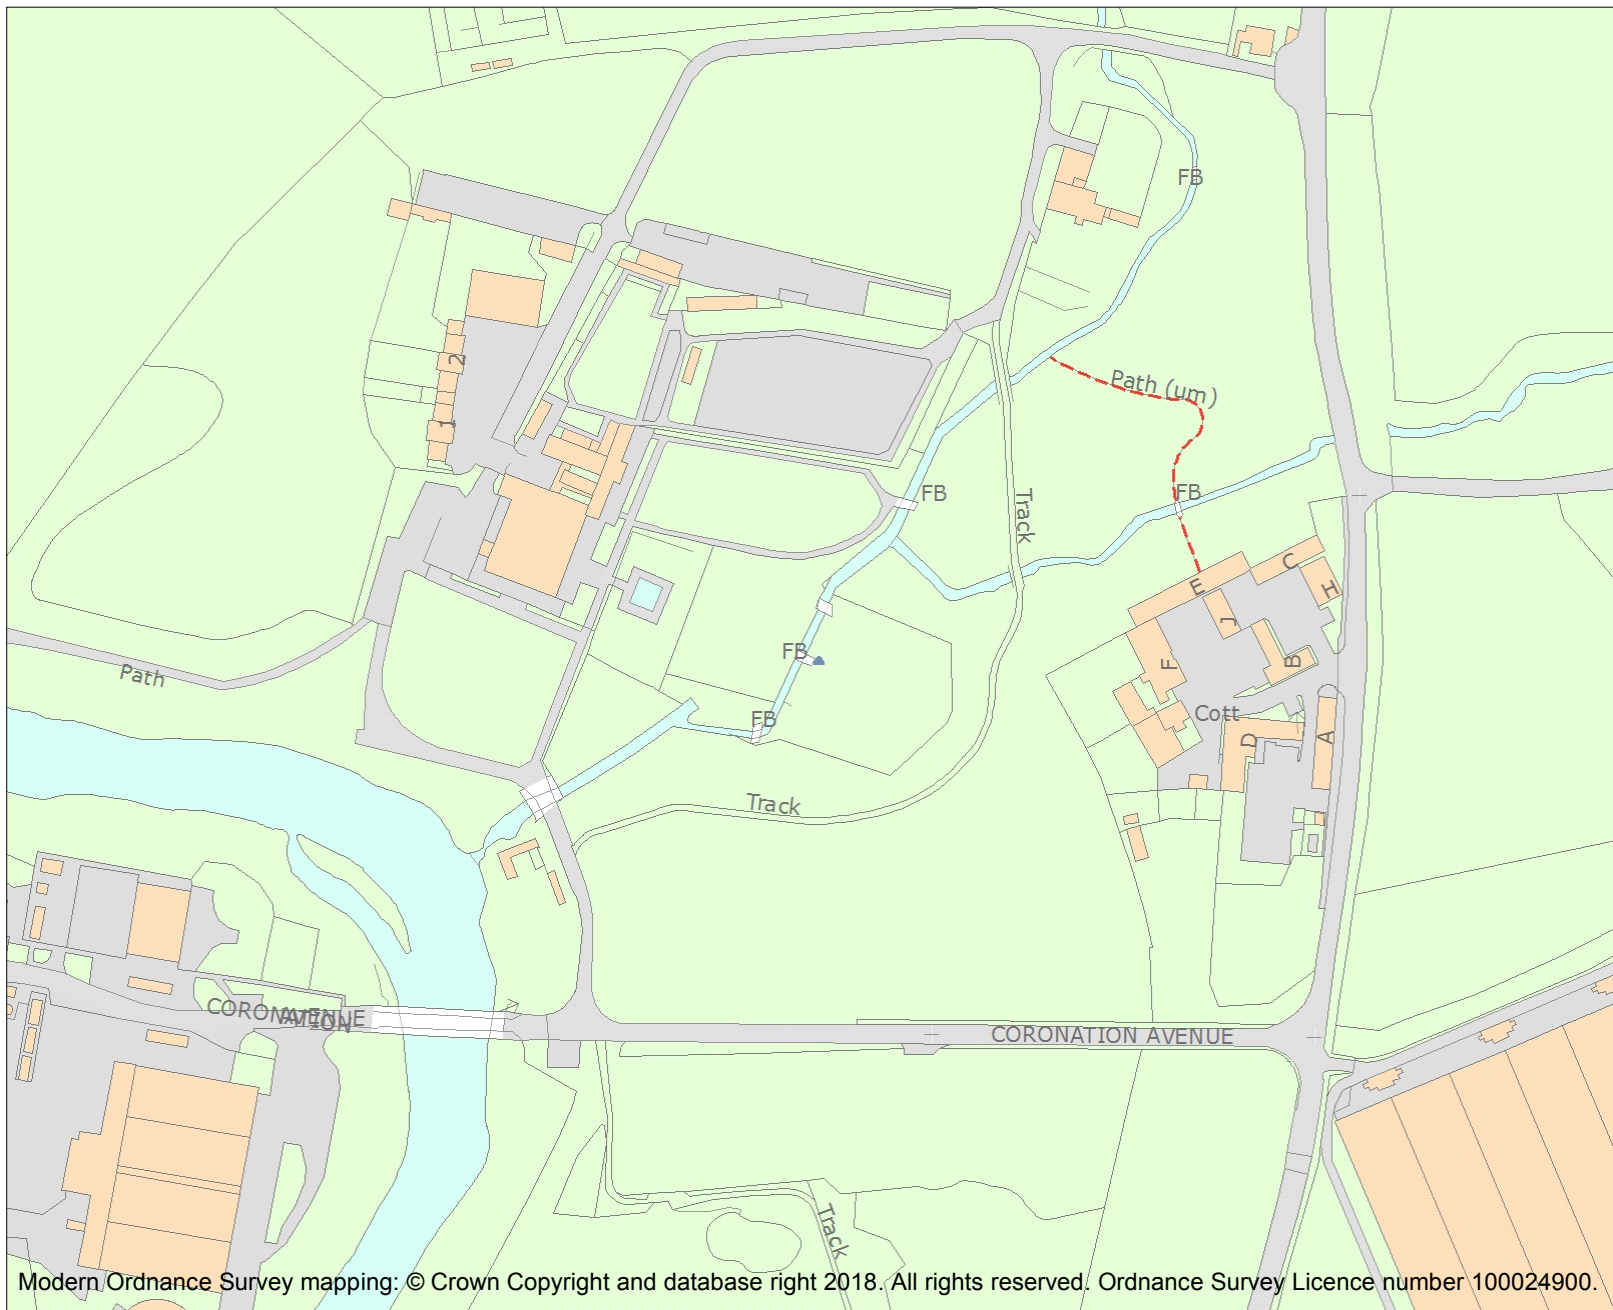 FB
2
Path (um)
1
FB
FB
Track
C
E
H
J
FB
F
B
Path
Cott
FB
D
A
Track
CORONATION
AVENUE
CORONATION AVENUE
Track
Modern Ordnance Survey mapping: © Crown Copyright and database right 2018. All rights reserved. Ordnance Survey Licence number 100024900.